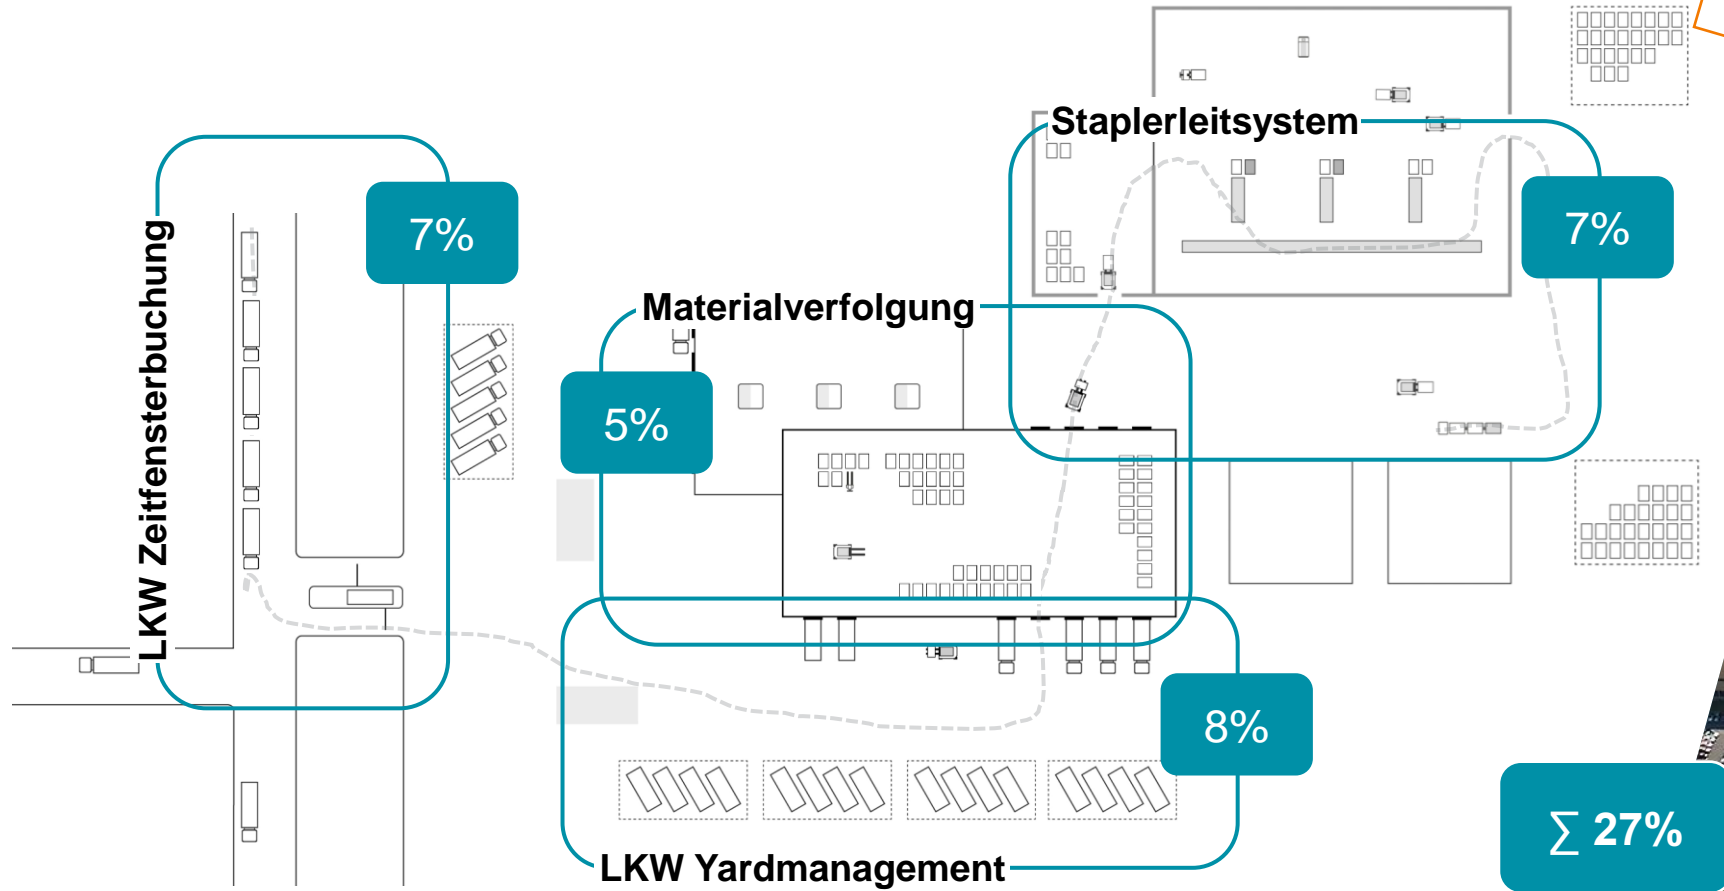 Staplerleitsystem
7%
LKW Zeitfensterbuchung
7%
Materialverfolgung
5%
8%
LKW Yardmanagement
∑ 27%